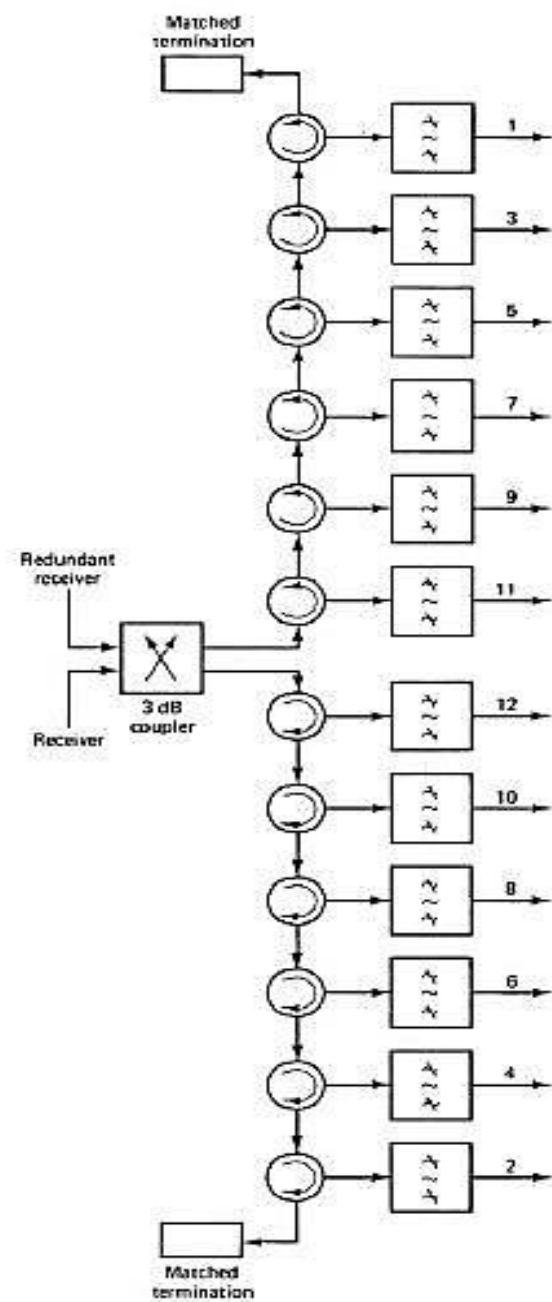 Matched
termination
1
3
5
7
9
Redundant
receiver
11
3 dB
coupler
Receiver
12
10
8
6
4
2
Matched
termination